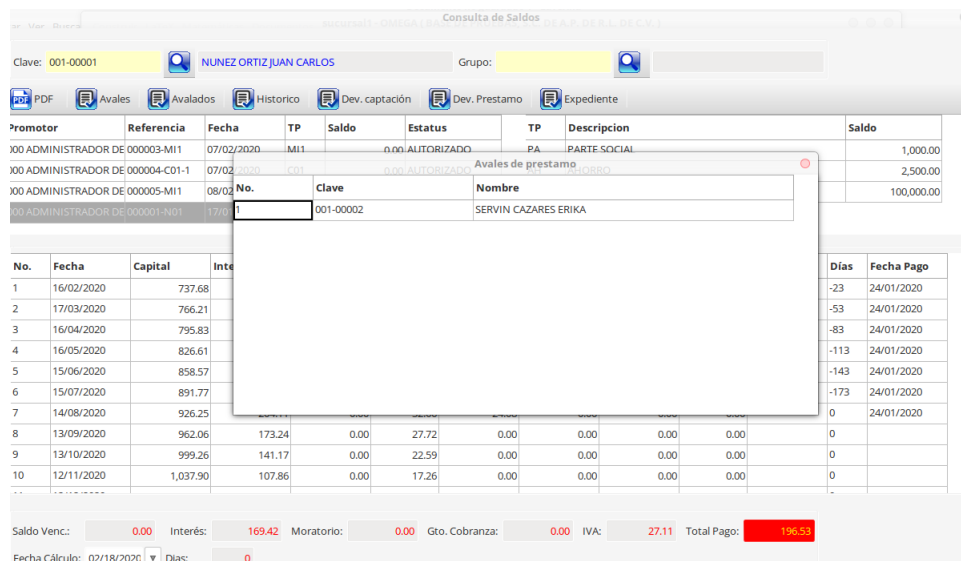 Consulta de Saldos
Clave: 001-00001 NUNEZ ORTIZ JUAN CARLOS Grupo:
PDF Avales Avalados Historico Dev. captación Dev. Prestamo Expediente
Promotor Referencia Fecha TP Saldo Estatus TP Descripcion Saldo
000 ADMINISTRADOR DE 000003-MI1 07/02/2020 MI1 0.00 AUTORIZADO PA PARTE SOCIAL 1,000.00
000 ADMINISTRADOR DE 000004-C01-1 07/02/2020 C01 0.00 AUTORIZADO AH AHORRO 2,500.00
000 ADMINISTRADOR DE 000005-MI1 08/02 100,000.00
000 ADMINISTRADOR DE 000001-N01 17/01
Avales de prestamo
No. Clave Nombre
1 001-00002 SERVIN CAZARES ERIKA
No. Fecha Capital Inte Días Fecha Pago
1 16/02/2020 737.68 -23 24/01/2020
2 17/03/2020 766.21 -53 24/01/2020
3 16/04/2020 795.83 -83 24/01/2020
4 16/05/2020 826.61 -113 24/01/2020
5 15/06/2020 858.57 -143 24/01/2020
6 15/07/2020 891.77 -173 24/01/2020
7 14/08/2020 926.25 0 24/01/2020
8 13/09/2020 962.06 173.24 0.00 27.72 0.00 0.00 0.00 0.00 0
9 13/10/2020 999.26 141.17 0.00 22.59 0.00 0.00 0.00 0.00 0
10 12/11/2020 1,037.90 107.86 0.00 17.26 0.00 0.00 0.00 0.00 0
Saldo Venc.: 0.00 Interés: 169.42 Moratorio: 0.00 Gto. Cobranza: 0.00 IVA: 27.11 Total Pago: 196.53
Fecha Cálculo: 02/18/2020 Dias: 0